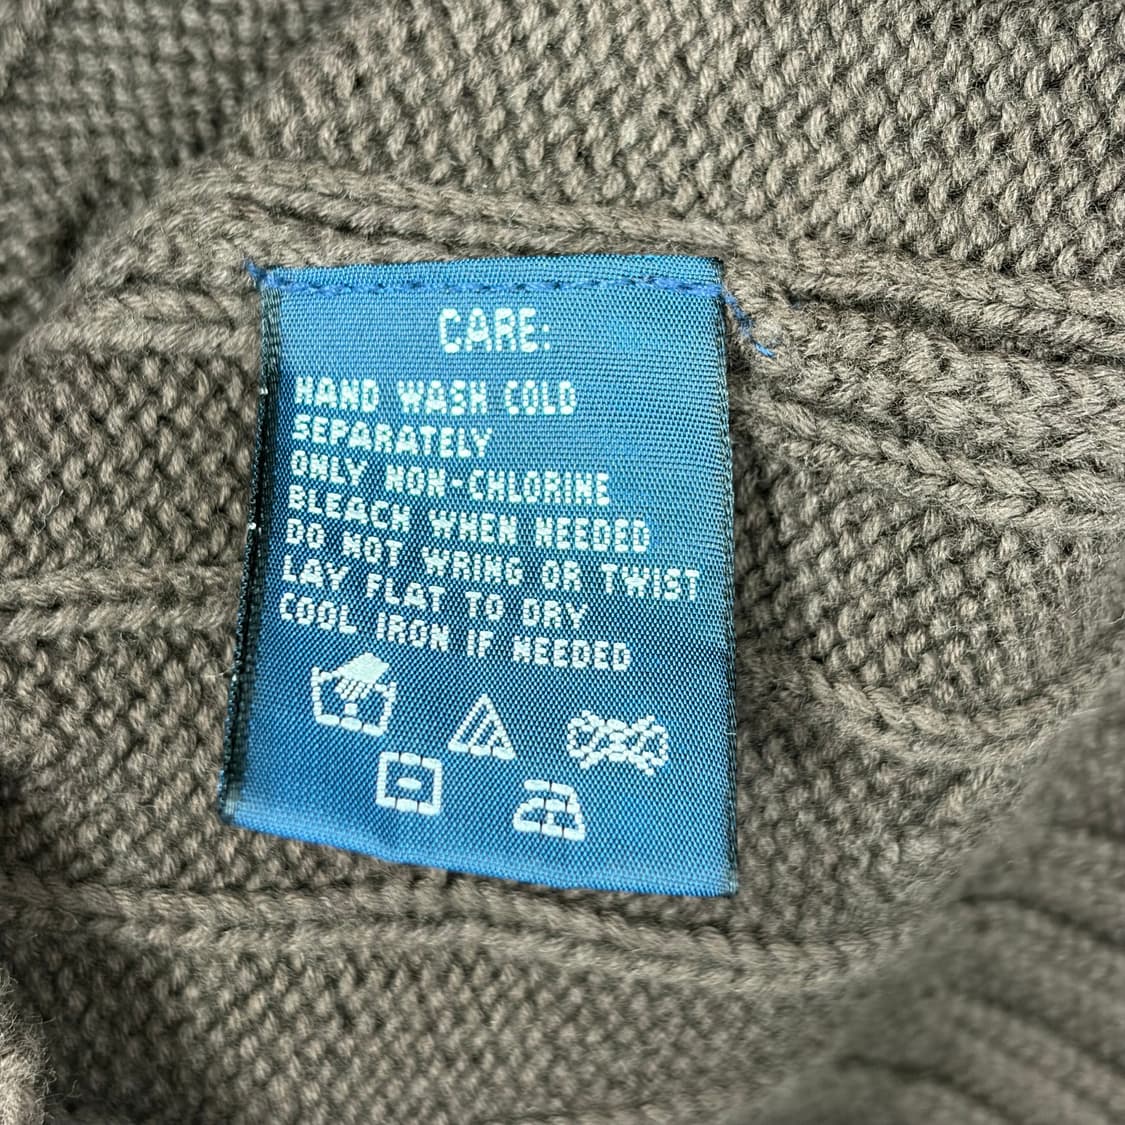 CARE:
HAND WASH COLD
SEPARATELY
ONLY NON-CHLORINE
BLEACH WHEN NEEDED
DO NOT WRING OR TWIST
LAY FLAT TO DRY
COOL IRON IF NEEDED